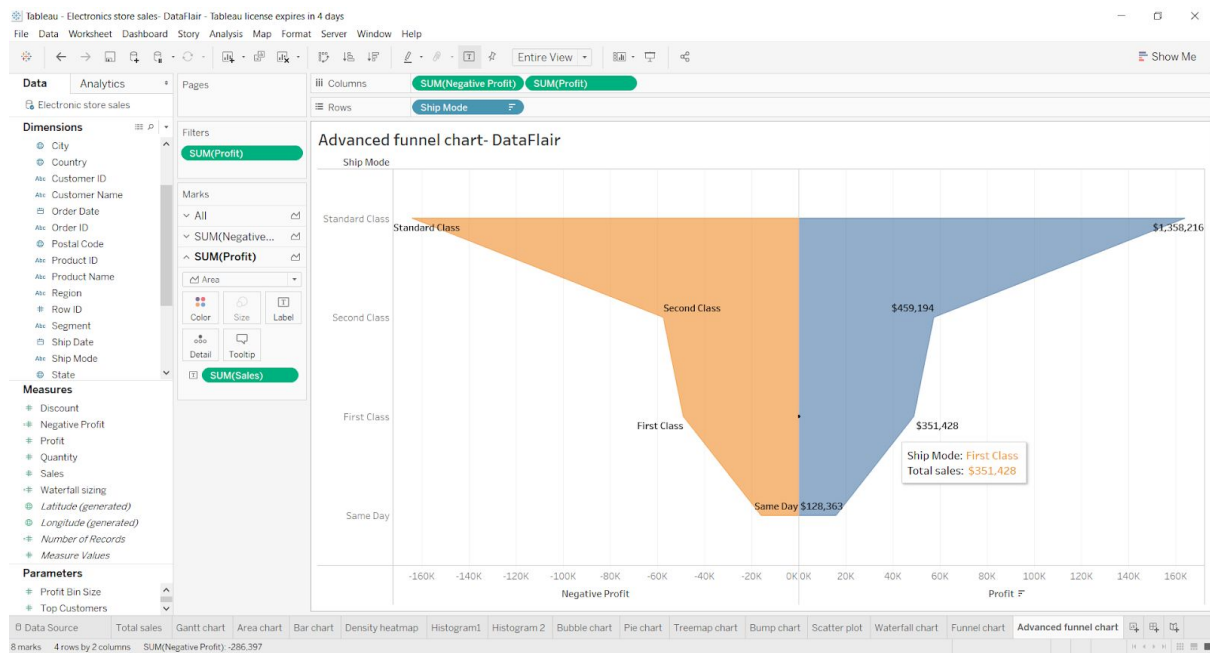 Tableau - Electronics store sales- DataFlair - Tableau license expires in 4 days
File Data Worksheet Dashboard Story Analysis Map Format Server Window Help
Entire View
Show Me
Data Analytics
Electronic store sales
Dimensions
City
Country
Abc Customer ID
Abc Customer Name
Order Date
Abc Order ID
Postal Code
Abc Product ID
Abc Product Name
Abc Region
# Row ID
Abc Segment
Ship Date
Abc Ship Mode
State
Measures
# Discount
=# Negative Profit
# Profit
# Quantity
# Sales
=# Waterfall sizing
Latitude (generated)
Longitude (generated)
=# Number of Records
# Measure Values
Parameters
# Profit Bin Size
# Top Customers
Pages
Filters
SUM(Profit)
Marks
All
SUM(Negative...
SUM(Profit)
Area
Color Size Label
Detail Tooltip
SUM(Sales)
Columns SUM(Negative Profit) SUM(Profit)
Rows Ship Mode
Advanced funnel chart- DataFlair
Ship Mode
Standard Class
Standard Class $1,358,216
Second Class $459,194
Second Class
First Class
First Class $351,428
Ship Mode: First Class
Total sales: $351,428
Same Day $128,363
Same Day
-160K -140K -120K -100K -80K -60K -40K -20K 0K 0K 20K 40K 60K 80K 100K 120K 140K 160K
Negative Profit Profit
Data Source Total sales Gantt chart Area chart Bar chart Density heatmap Histogram1 Histogram 2 Bubble chart Pie chart Treemap chart Bump chart Scatter plot Waterfall chart Funnel chart Advanced funnel chart
8 marks 4 rows by 2 columns SUM(Negative Profit): -286,397